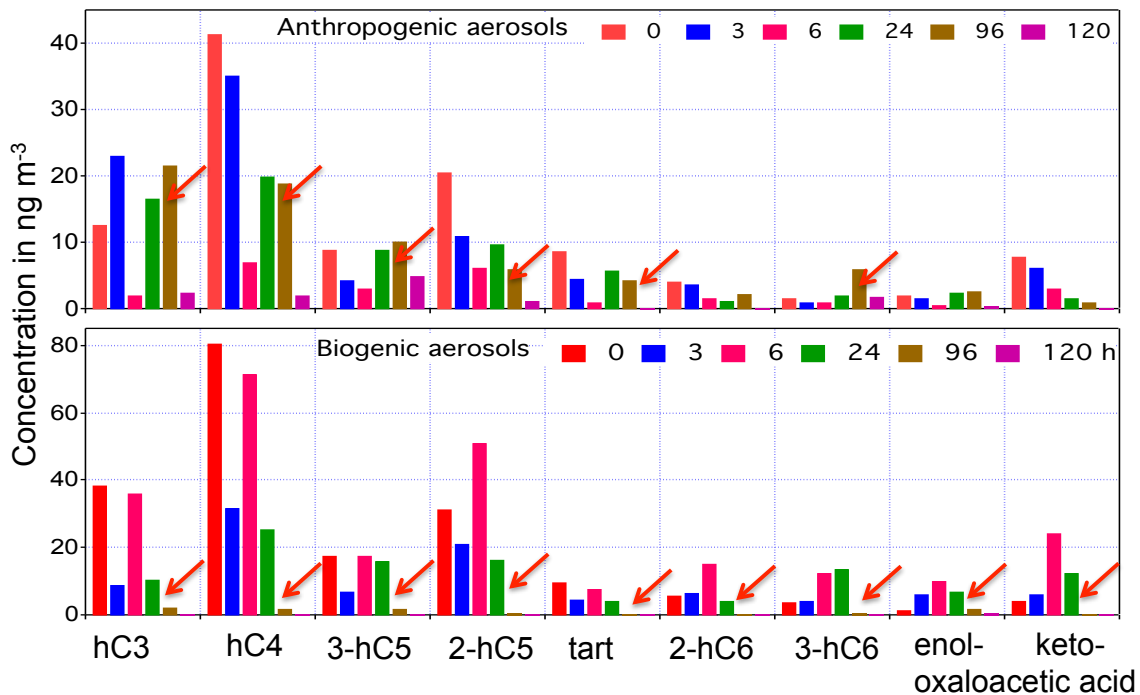 Anthropogenic aerosols 0 3 6 24 96 120
40
30
20
10
0
Concentration in ng m⁻³
Biogenic aerosols 0 3 6 24 96 120 h
80
60
40
20
0
hC3 hC4 3-hC5 2-hC5 tart 2-hC6 3-hC6 enol- keto-
oxaloacetic acid